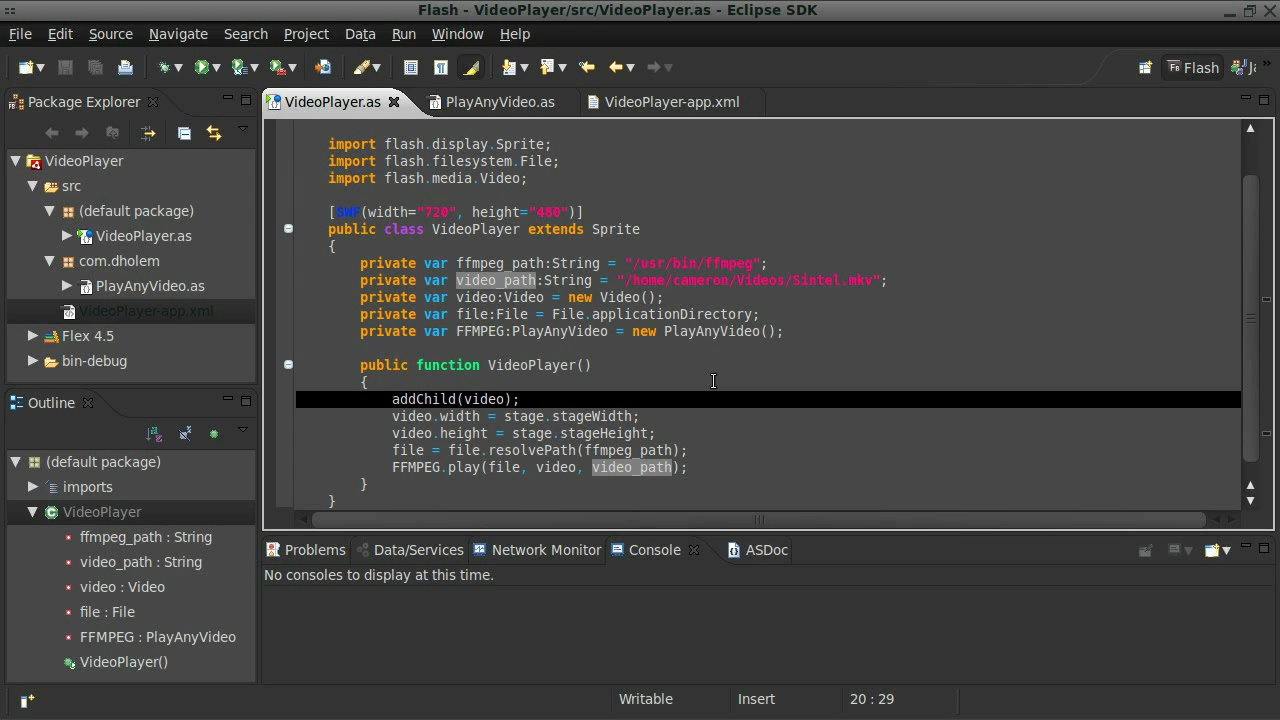 Flash - VideoPlayer/src/VideoPlayer.as - Eclipse SDK
File Edit Source Navigate Search Project Data Run Window Help
Flash
Package Explorer
VideoPlayer
src
(default package)
VideoPlayer.as
com.dholem
PlayAnyVideo.as
VideoPlayer-app.xml
Flex 4.5
bin-debug
Outline
(default package)
imports
VideoPlayer
ffmpeg_path : String
video_path : String
video : Video
file : File
FFMPEG : PlayAnyVideo
VideoPlayer()
VideoPlayer.as PlayAnyVideo.as VideoPlayer-app.xml
import flash.display.Sprite;
import flash.filesystem.File;
import flash.media.Video;
[SWF(width="720", height="480")]
public class VideoPlayer extends Sprite
{
private var ffmpeg_path:String = "/usr/bin/ffmpeg";
private var video_path:String = "/home/cameron/Videos/Sintel.mkv";
private var video:Video = new Video();
private var file:File = File.applicationDirectory;
private var FFMPEG:PlayAnyVideo = new PlayAnyVideo();
public function VideoPlayer()
{
addChild(video);
video.width = stage.stageWidth;
video.height = stage.stageHeight;
file = file.resolvePath(ffmpeg_path);
FFMPEG.play(file, video, video_path);
}
}
Problems Data/Services Network Monitor Console ASDoc
No consoles to display at this time.
Writable Insert 20 : 29